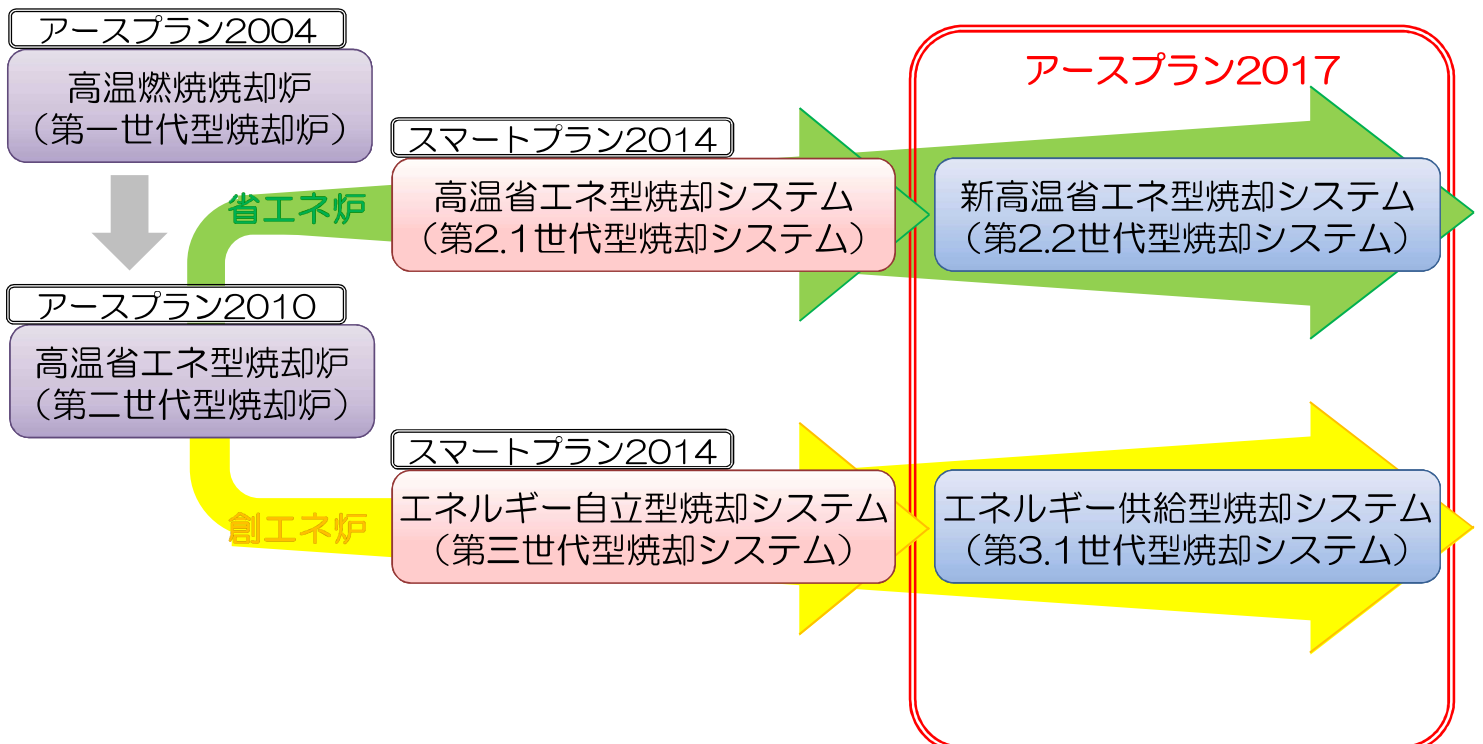 アースプラン2004
高温燃焼焼却炉
（第一世代型焼却炉）
アースプラン2010
高温省エネ型焼却炉
（第二世代型焼却炉）
省エネ炉
スマートプラン2014
高温省エネ型焼却システム
（第2.1世代型焼却システム）
創エネ炉
スマートプラン2014
エネルギー自立型焼却システム
（第三世代型焼却システム）
アースプラン2017
新高温省エネ型焼却システム
（第2.2世代型焼却システム）
エネルギー供給型焼却システム
（第3.1世代型焼却システム）